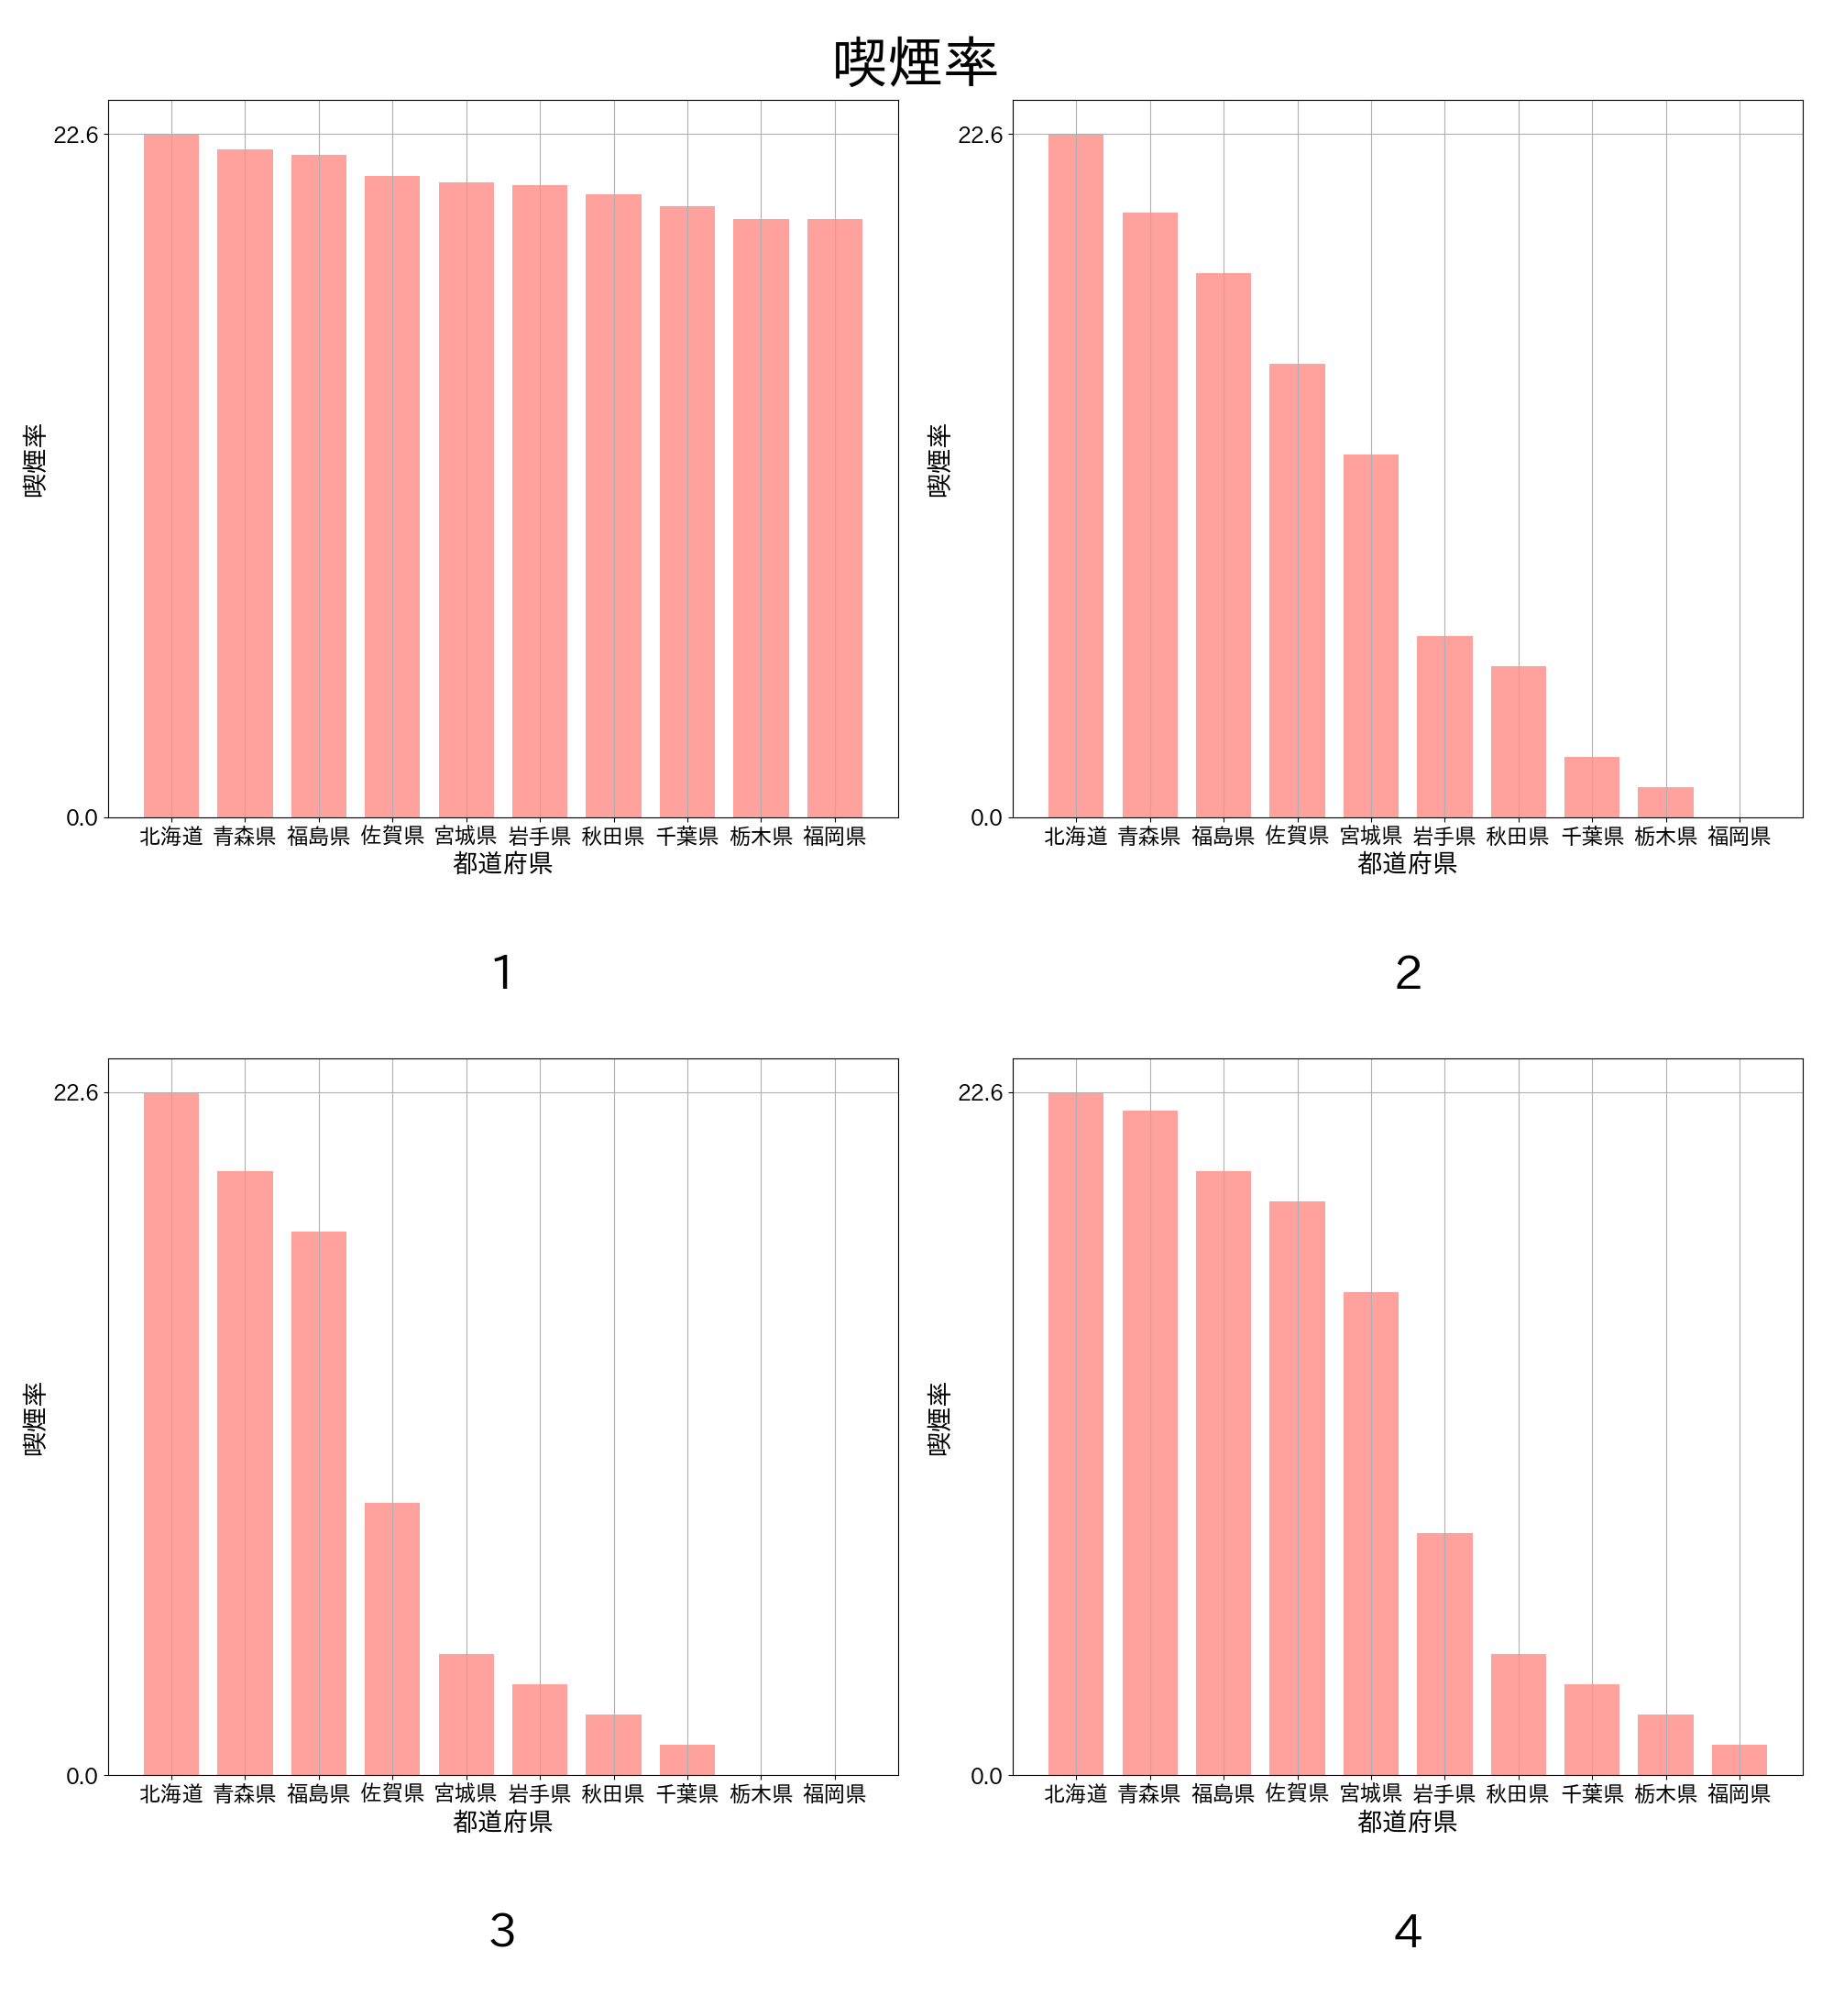 喫煙率
22.6
0.0
喫煙率
北海道 青森県 福島県 佐賀県 宮城県 岩手県 秋田県 千葉県 栃木県 福岡県
都道府県
1
22.6
0.0
喫煙率
北海道 青森県 福島県 佐賀県 宮城県 岩手県 秋田県 千葉県 栃木県 福岡県
都道府県
2
22.6
0.0
喫煙率
北海道 青森県 福島県 佐賀県 宮城県 岩手県 秋田県 千葉県 栃木県 福岡県
都道府県
3
22.6
0.0
喫煙率
北海道 青森県 福島県 佐賀県 宮城県 岩手県 秋田県 千葉県 栃木県 福岡県
都道府県
4